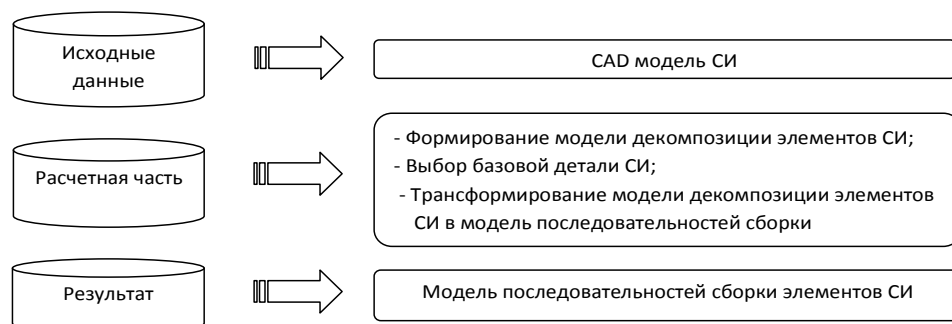 Исходные
данные
CAD модель СИ
Расчетная часть
- Формирование модели декомпозиции элементов СИ;
- Выбор базовой детали СИ;
- Трансформирование модели декомпозиции элементов
СИ в модель последовательностей сборки
Результат
Модель последовательностей сборки элементов СИ